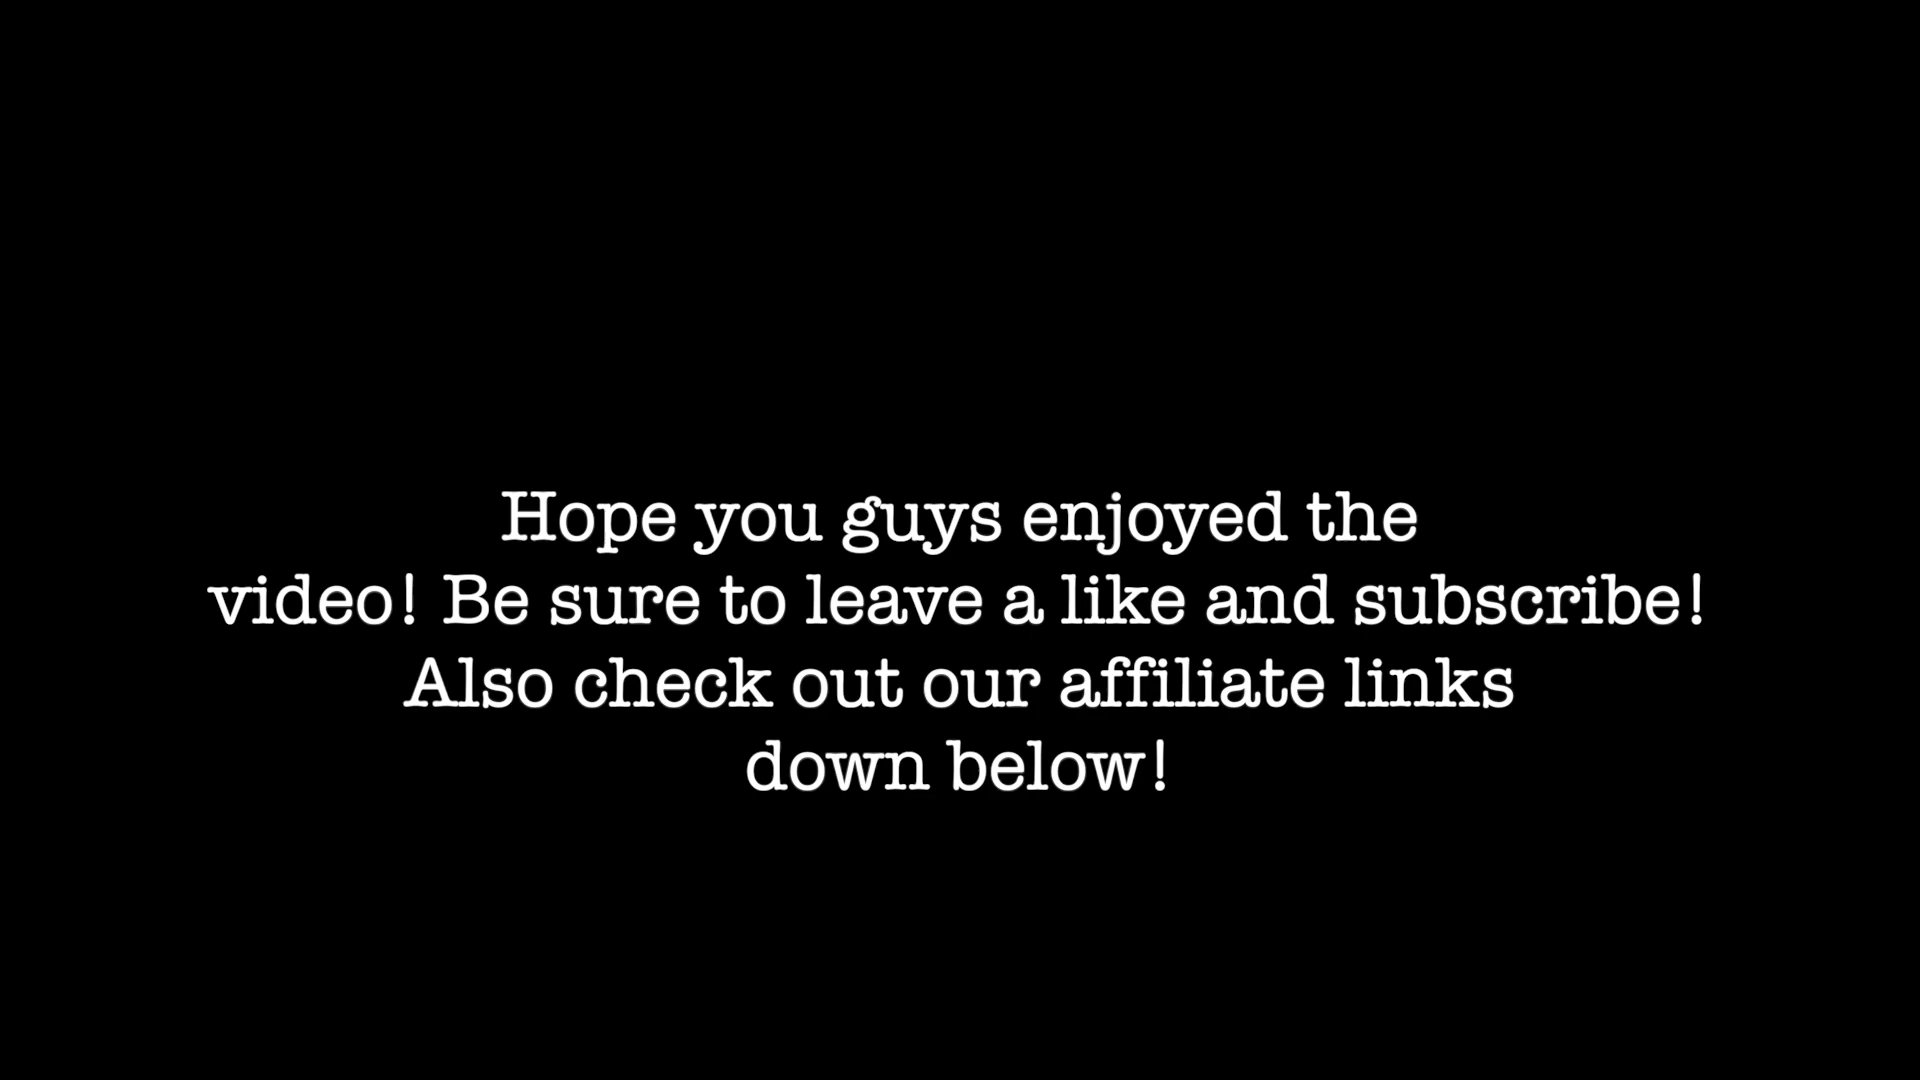 Hope you guys enjoyed the
video! Be sure to leave a like and subscribe!
Also check out our affiliate links
down below!